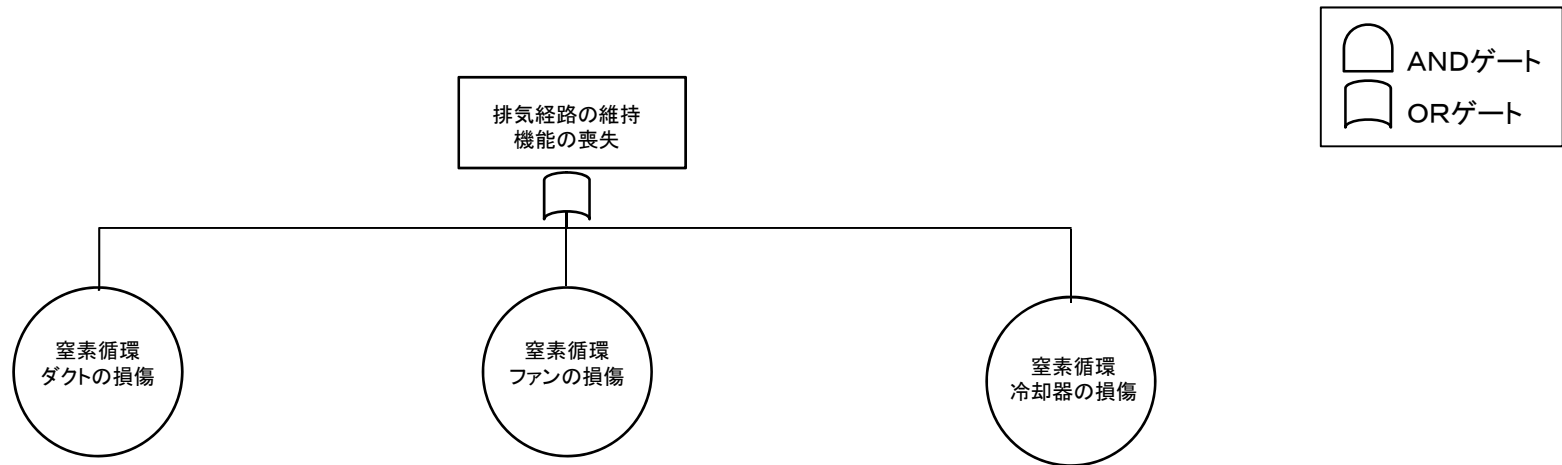 ANDゲート
ORゲート
排気経路の維持
機能の喪失
窒素循環
ダクトの損傷
窒素循環
ファンの損傷
窒素循環
冷却器の損傷